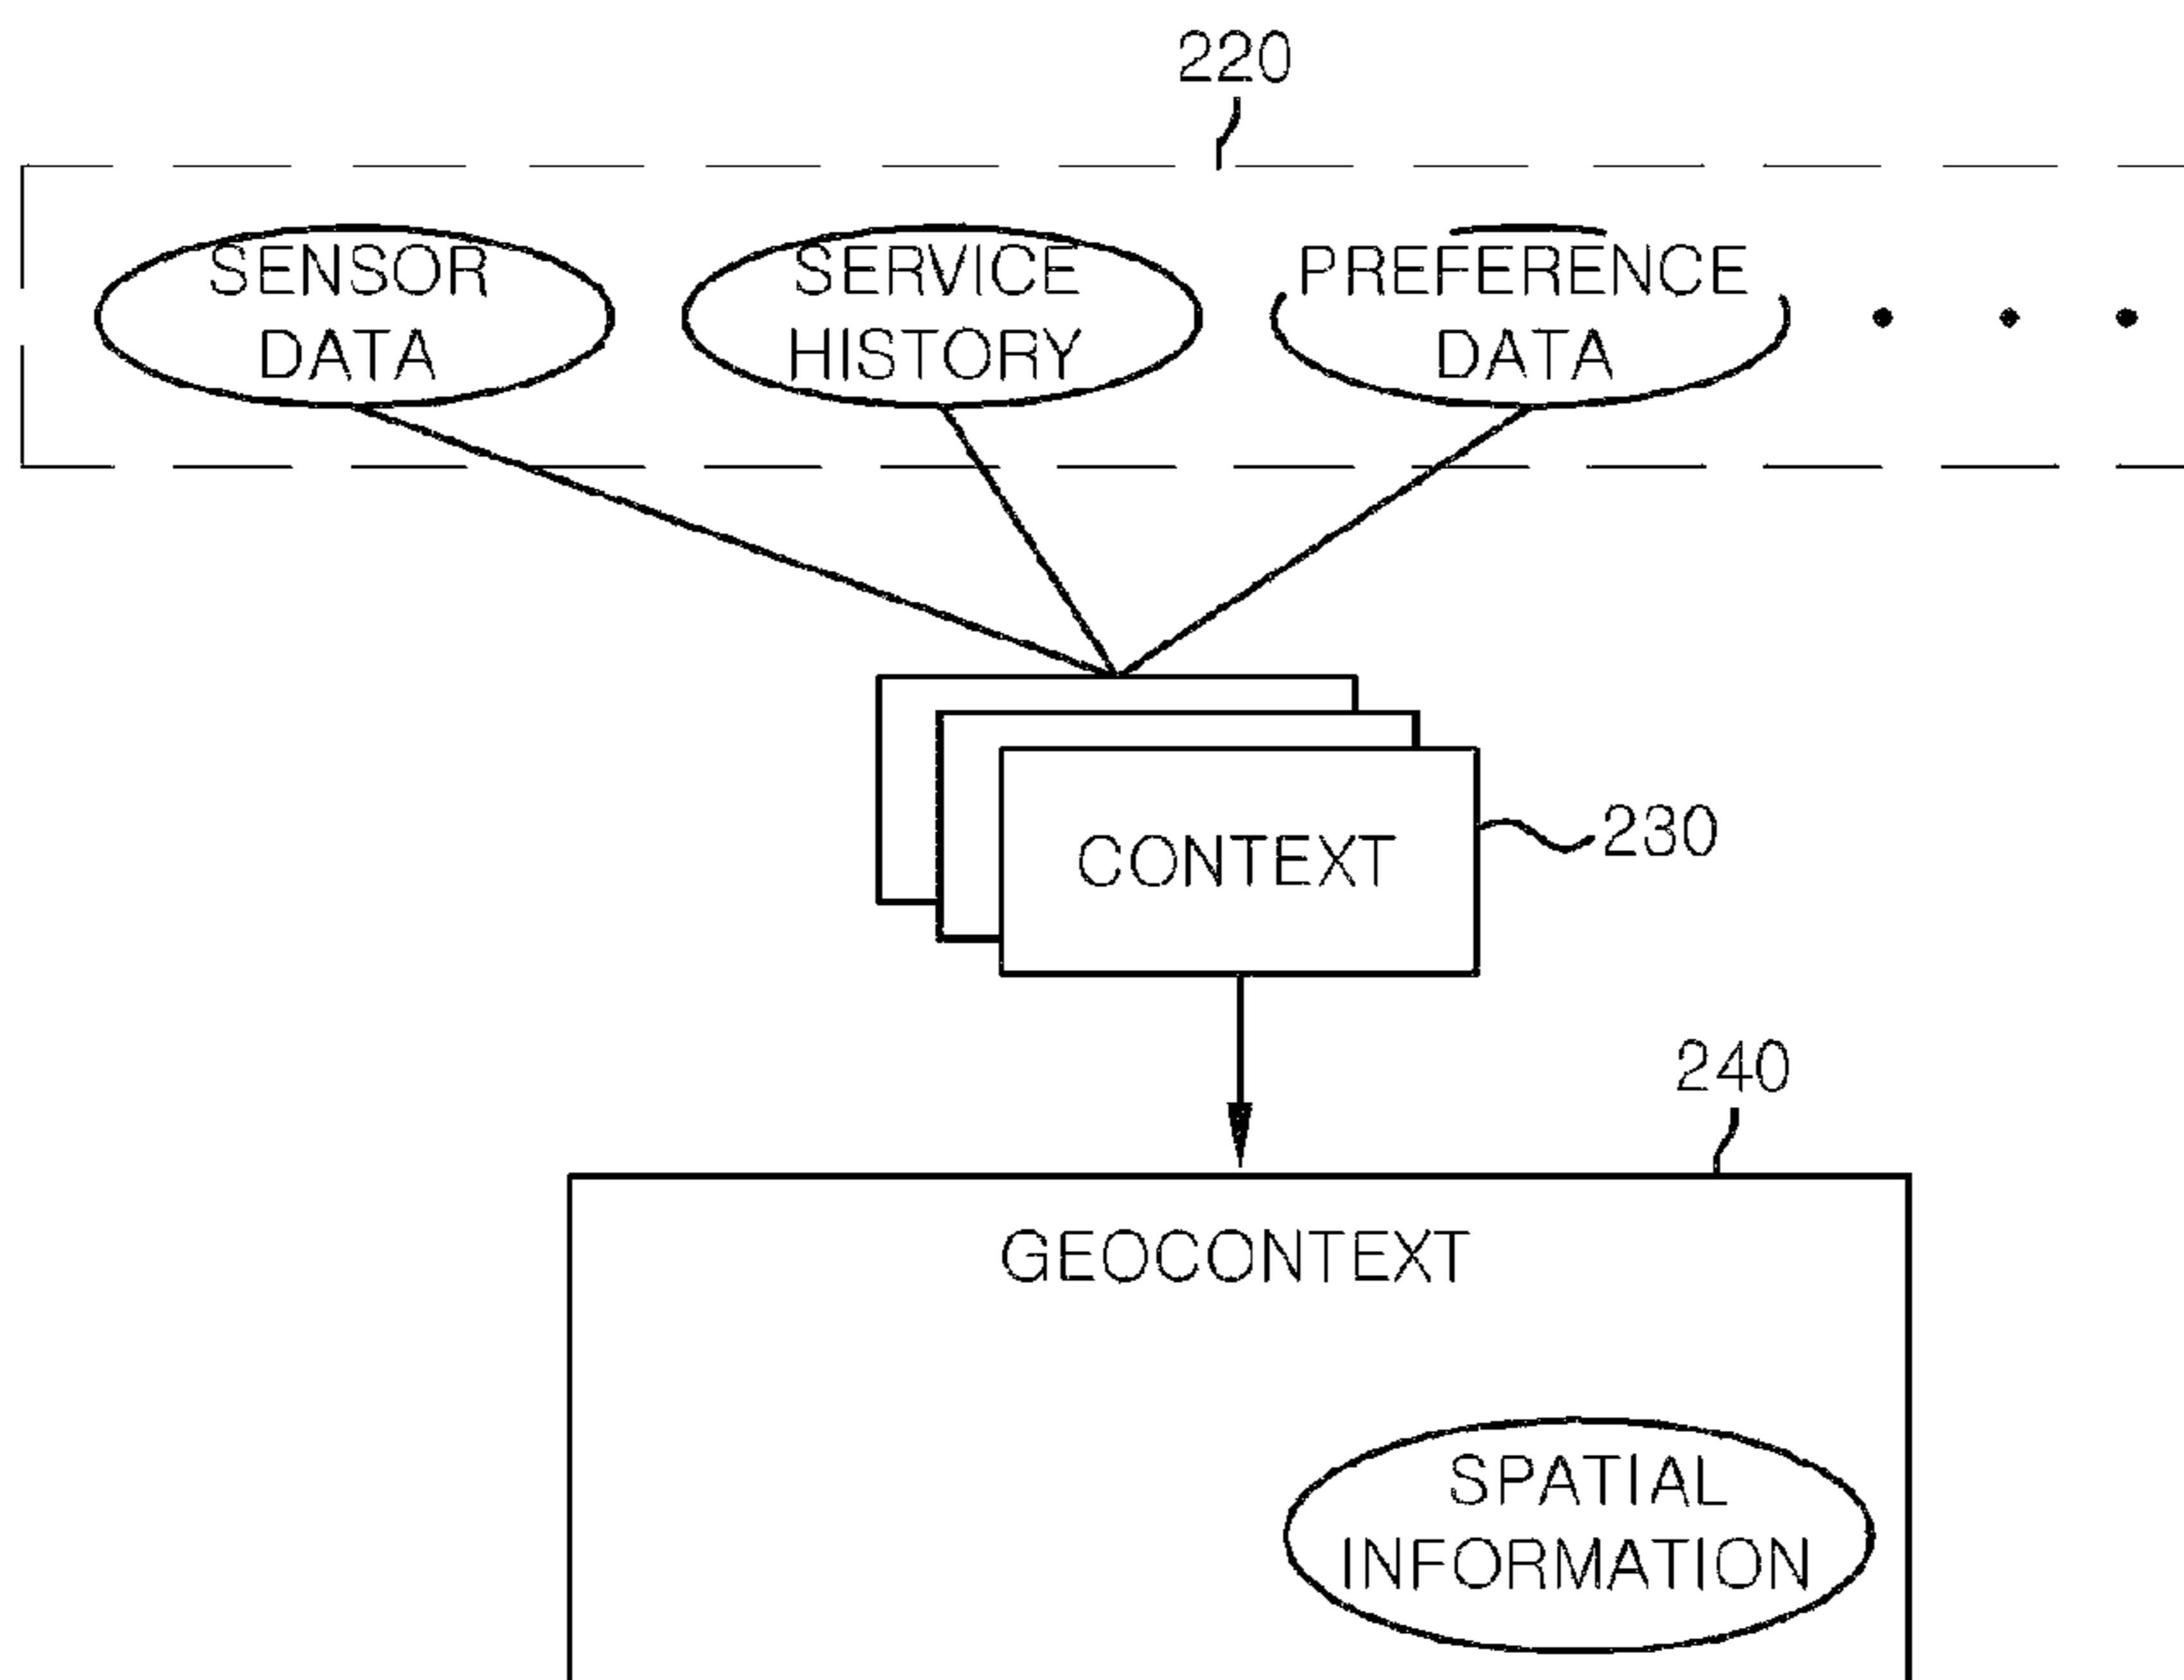 220
SENSOR
DATA
SERVICE
HISTORY
PREFERENCE
DATA
CONTEXT
230
240
GEOCONTEXT
SPATIAL
INFORMATION